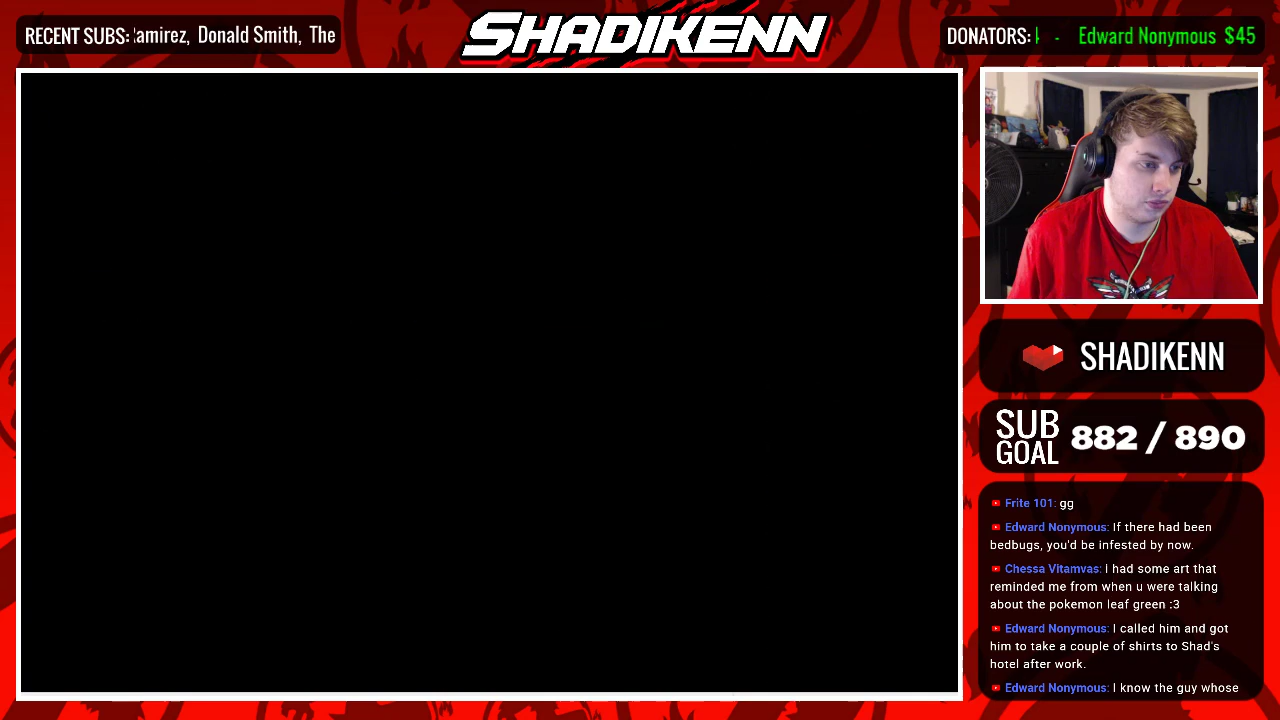 RECENT SUBS: amirez, Donald Smith, The
SHADIKENN
DONATORS: - Edward Nonymous $45
SHADIKENN
SUB GOAL 882 / 890
Frite 101: gg
Edward Nonymous: If there had been
bedbugs, you'd be infested by now.
Chessa Vitamvas: I had some art that
reminded me from when u were talking
about the pokemon leaf green :3
Edward Nonymous: I called him and got
him to take a couple of shirts to Shad's
hotel after work.
Edward Nonymous: I know the guy whose